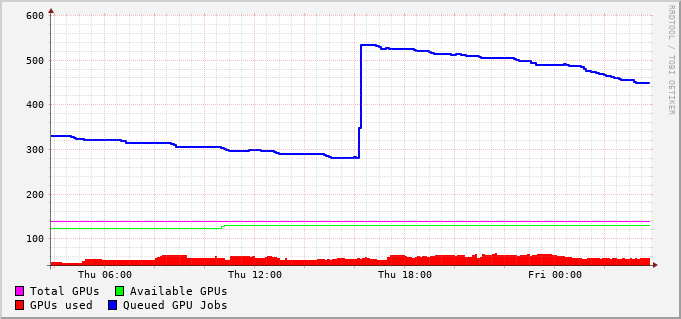 RRDTOOL / TOBI OETIKER
600
500
400
300
200
100
Thu 06:00 Thu 12:00 Thu 18:00 Fri 00:00
Total GPUs Available GPUs
GPUs used Queued GPU Jobs